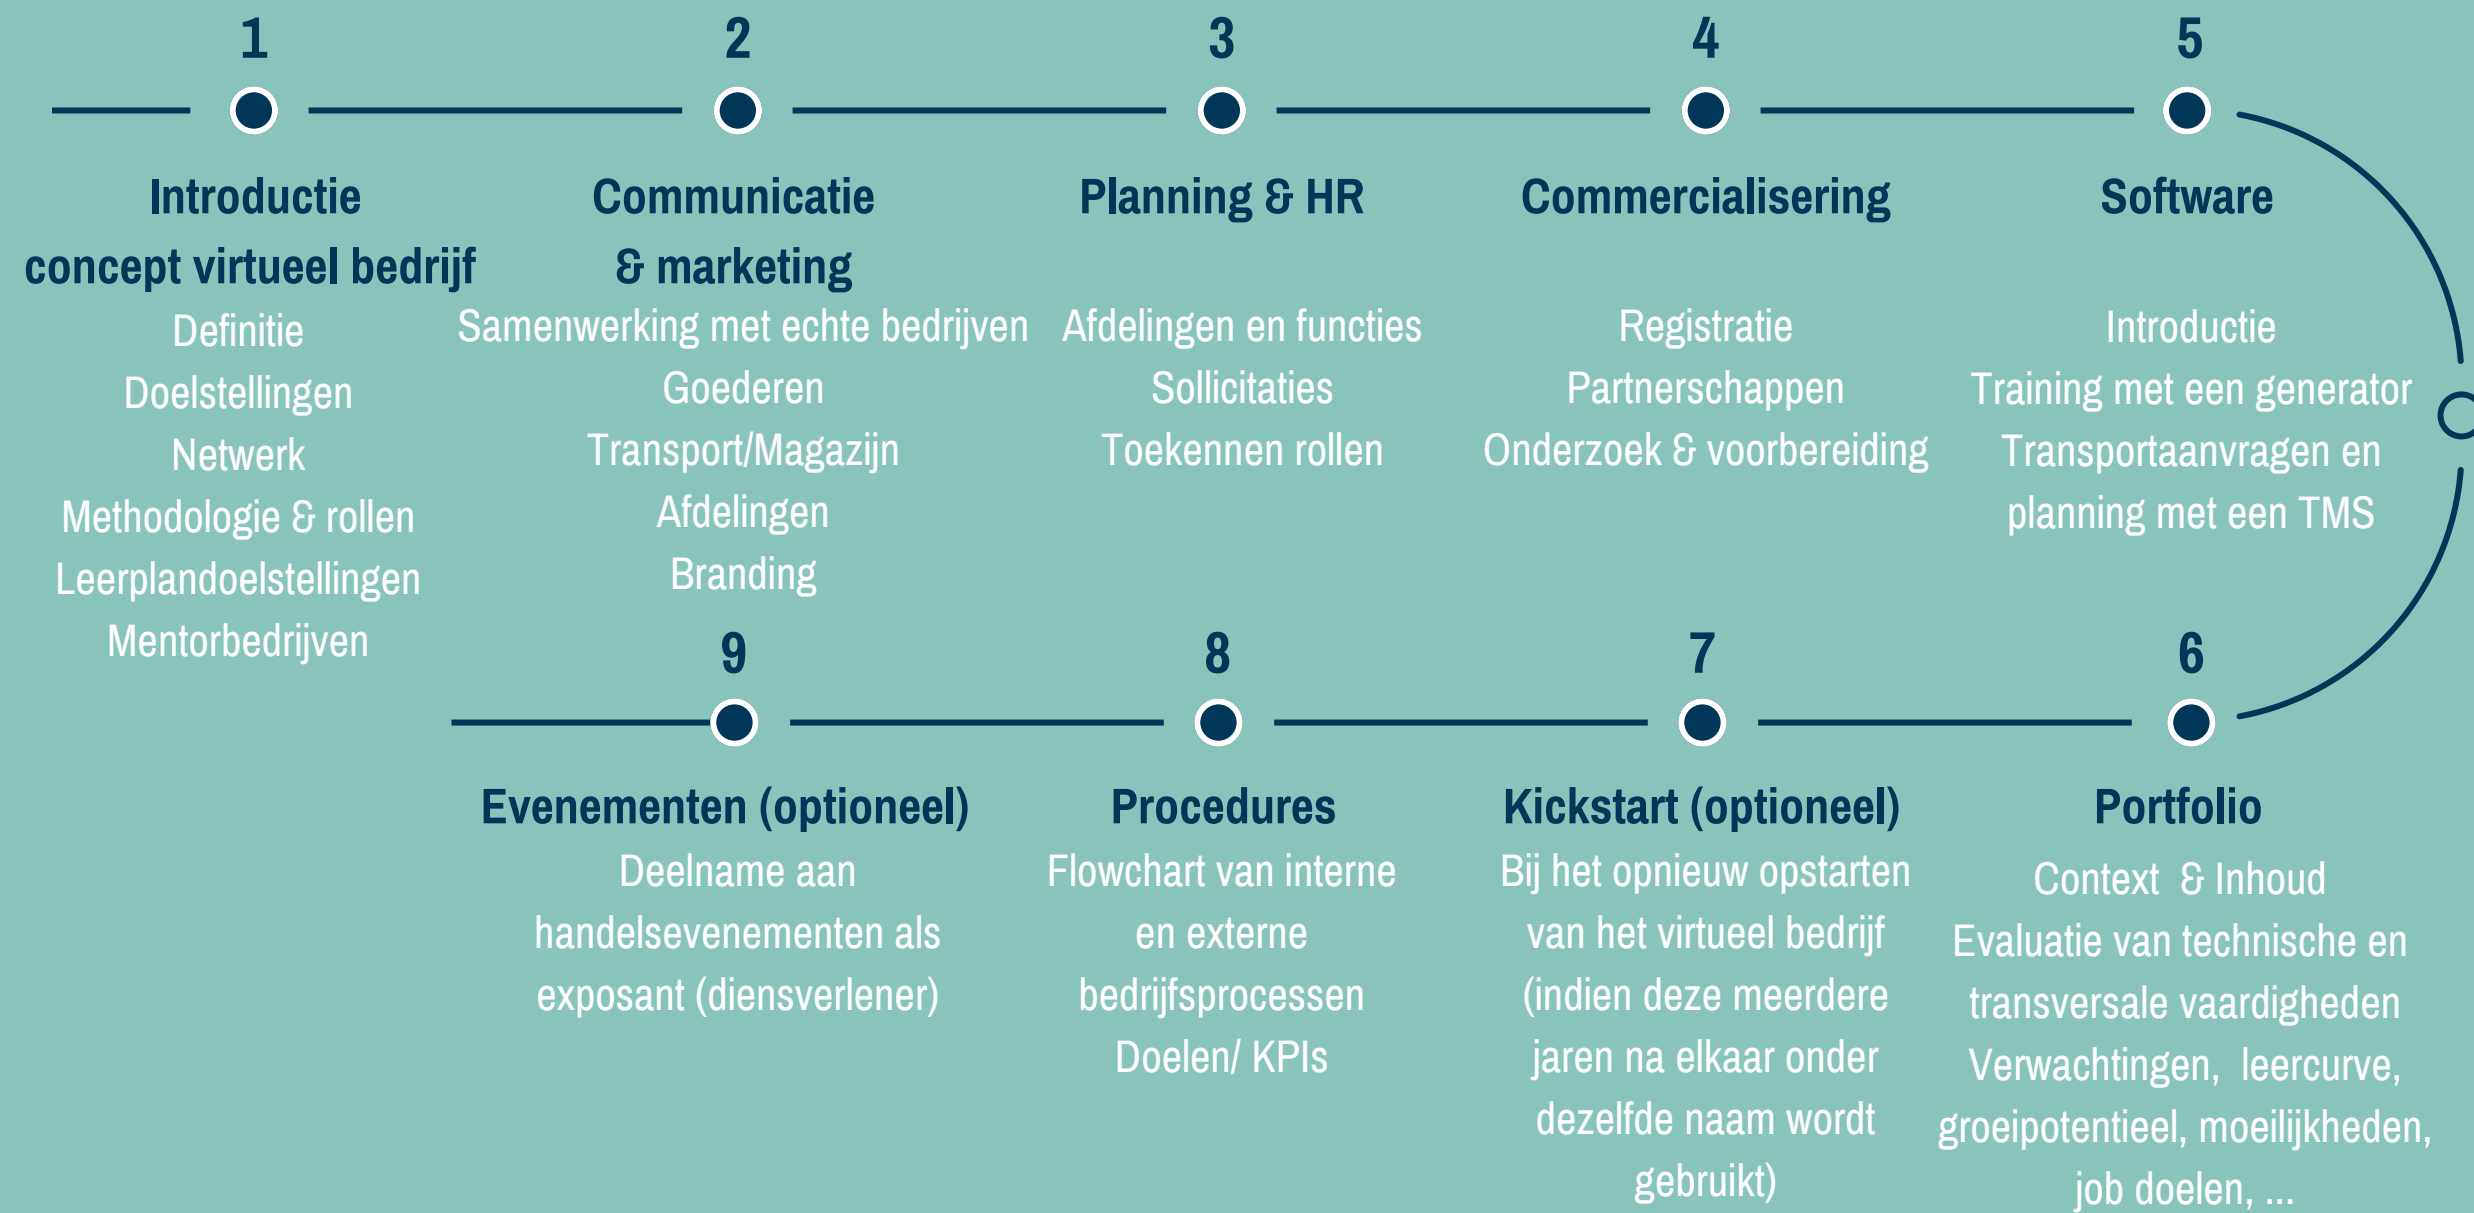 1
Introductie
concept virtueel bedrijf
Definitie
Doelstellingen
Netwerk
Methodologie & rollen
Leerplandoelstellingen
Mentorbedrijven
2
Communicatie
& marketing
Samenwerking met echte bedrijven
Goederen
Transport/Magazijn
Afdelingen
Branding
3
Planning & HR
Afdelingen en functies
Sollicitaties
Toekennen rollen
4
Commercialisering
Registratie
Partnerschappen
Onderzoek & voorbereiding
5
Software
Introductie
Training met een generator
Transportaanvragen en
planning met een TMS
6
Portfolio
Context & Inhoud
Evaluatie van technische en
transversale vaardigheden
Verwachtingen, leercurve,
groeipotentieel, moeilijkheden,
job doelen, ...
7
Kickstart (optioneel)
Bij het opnieuw opstarten
van het virtueel bedrijf
(indien deze meerdere
jaren na elkaar onder
dezelfde naam wordt
gebruikt)
8
Procedures
Flowchart van interne
en externe
bedrijfsprocessen
Doelen/ KPIs
9
Evenementen (optioneel)
Deelname aan
handelsevenementen als
exposant (diensverlener)